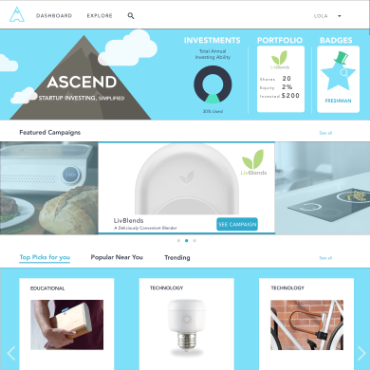 DASHBOARD EXPLORE LOLA
INVESTMENTS PORTFOLIO BADGES
Total Annual
Investing Ability
LivBlends
ASCEND
STARTUP INVESTING, SIMPLIFIED
Shares 20
Equity 2%
Invested $200
20% Used
FRESHMAN
Featured Campaigns See all
LivBlends
LivBlends
A Deliciously Convenient Blender
SEE CAMPAIGN
Top Picks for you Popular Near You Trending See all
EDUCATIONAL TECHNOLOGY TECHNOLOGY